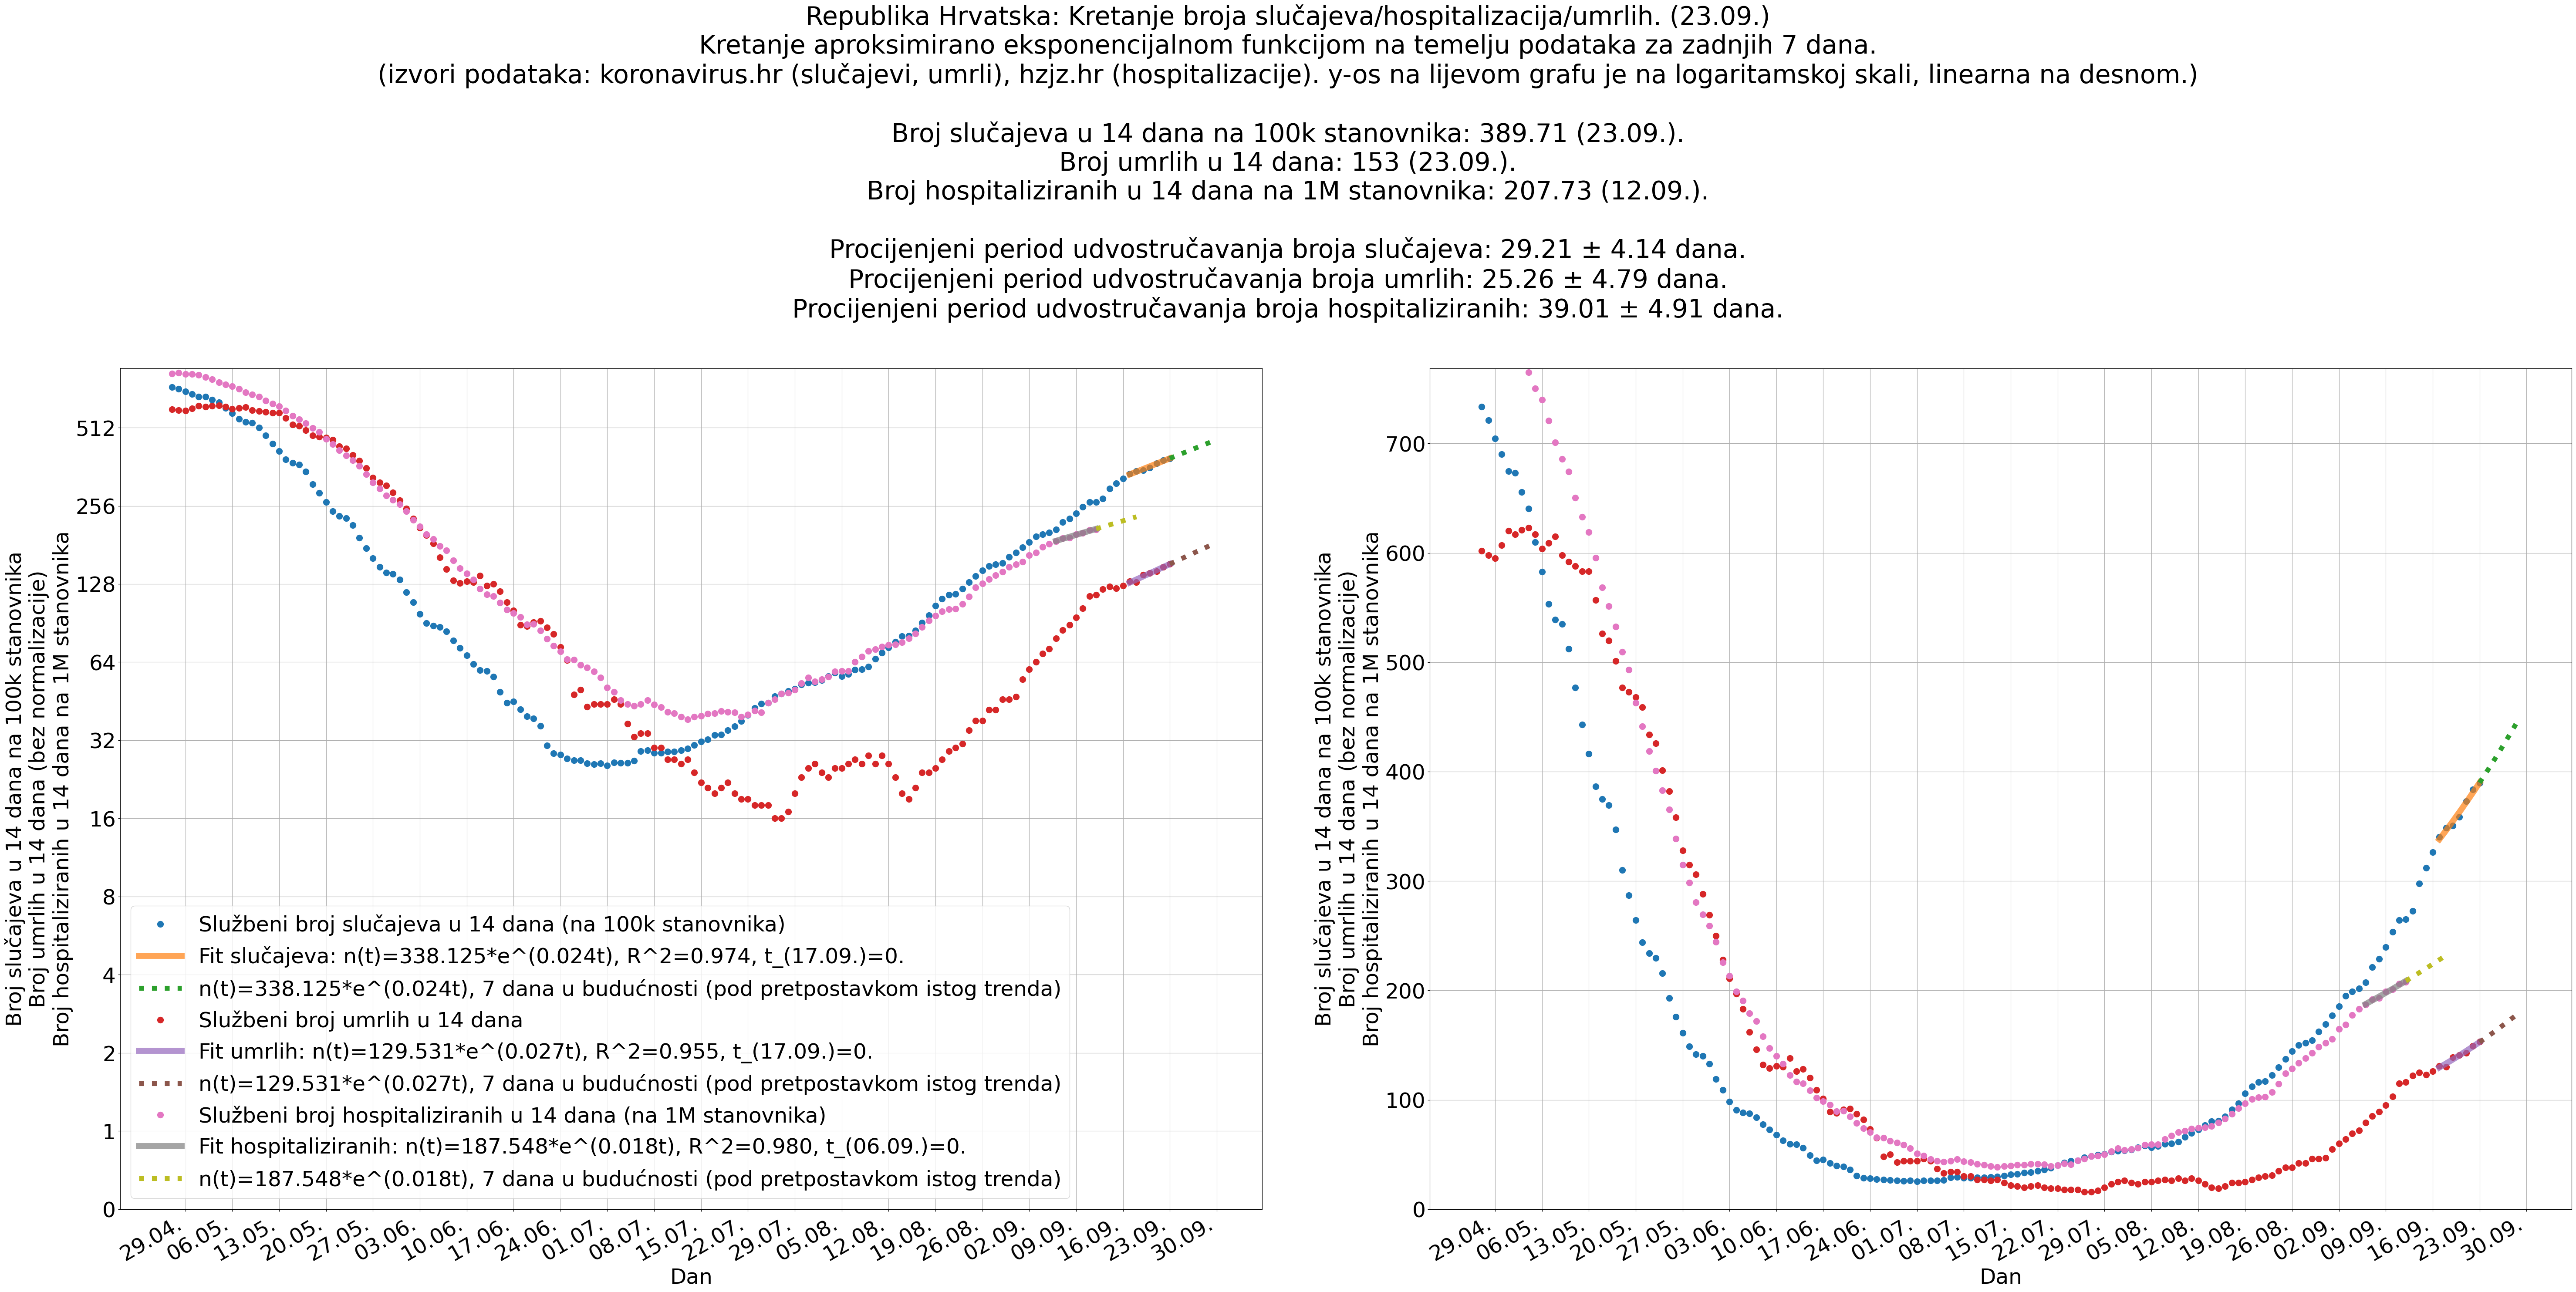 Republika Hrvatska: Kretanje broja slučajeva/hospitalizacija/umrlih. (23.09.)
Kretanje aproksimirano eksponencijalnom funkcijom na temelju podataka za zadnjih 7 dana.
(izvori podataka: koronavirus.hr (slučajevi, umrli), hzjz.hr (hospitalizacije). y-os na lijevom grafu je na logaritamskoj skali, linearna na desnom.)
Broj slučajeva u 14 dana na 100k stanovnika: 389.71 (23.09.).
Broj umrlih u 14 dana: 153 (23.09.).
Broj hospitaliziranih u 14 dana na 1M stanovnika: 207.73 (12.09.).
Procijenjeni period udvostručavanja broja slučajeva: 29.21 ± 4.14 dana.
Procijenjeni period udvostručavanja broja umrlih: 25.26 ± 4.79 dana.
Procijenjeni period udvostručavanja broja hospitaliziranih: 39.01 ± 4.91 dana.
Broj slučajeva u 14 dana na 100k stanovnika
Broj umrlih u 14 dana (bez normalizacije)
Broj hospitaliziranih u 14 dana na 1M stanovnika
512
256
128
64
32
16
8
4
2
1
0
Službeni broj slučajeva u 14 dana (na 100k stanovnika)
Fit slučajeva: n(t)=338.125*e^(0.024t), R^2=0.974, t_(17.09.)=0.
n(t)=338.125*e^(0.024t), 7 dana u budućnosti (pod pretpostavkom istog trenda)
Službeni broj umrlih u 14 dana
Fit umrlih: n(t)=129.531*e^(0.027t), R^2=0.955, t_(17.09.)=0.
n(t)=129.531*e^(0.027t), 7 dana u budućnosti (pod pretpostavkom istog trenda)
Službeni broj hospitaliziranih u 14 dana (na 1M stanovnika)
Fit hospitaliziranih: n(t)=187.548*e^(0.018t), R^2=0.980, t_(06.09.)=0.
n(t)=187.548*e^(0.018t), 7 dana u budućnosti (pod pretpostavkom istog trenda)
29.04. 06.05. 13.05. 20.05. 27.05. 03.06. 10.06. 17.06. 24.06. 01.07. 08.07. 15.07. 22.07. 29.07. 05.08. 12.08. 19.08. 26.08. 02.09. 09.09. 16.09. 23.09. 30.09.
Dan
Broj slučajeva u 14 dana na 100k stanovnika
Broj umrlih u 14 dana (bez normalizacije)
Broj hospitaliziranih u 14 dana na 1M stanovnika
700
600
500
400
300
200
100
0
29.04. 06.05. 13.05. 20.05. 27.05. 03.06. 10.06. 17.06. 24.06. 01.07. 08.07. 15.07. 22.07. 29.07. 05.08. 12.08. 19.08. 26.08. 02.09. 09.09. 16.09. 23.09. 30.09.
Dan